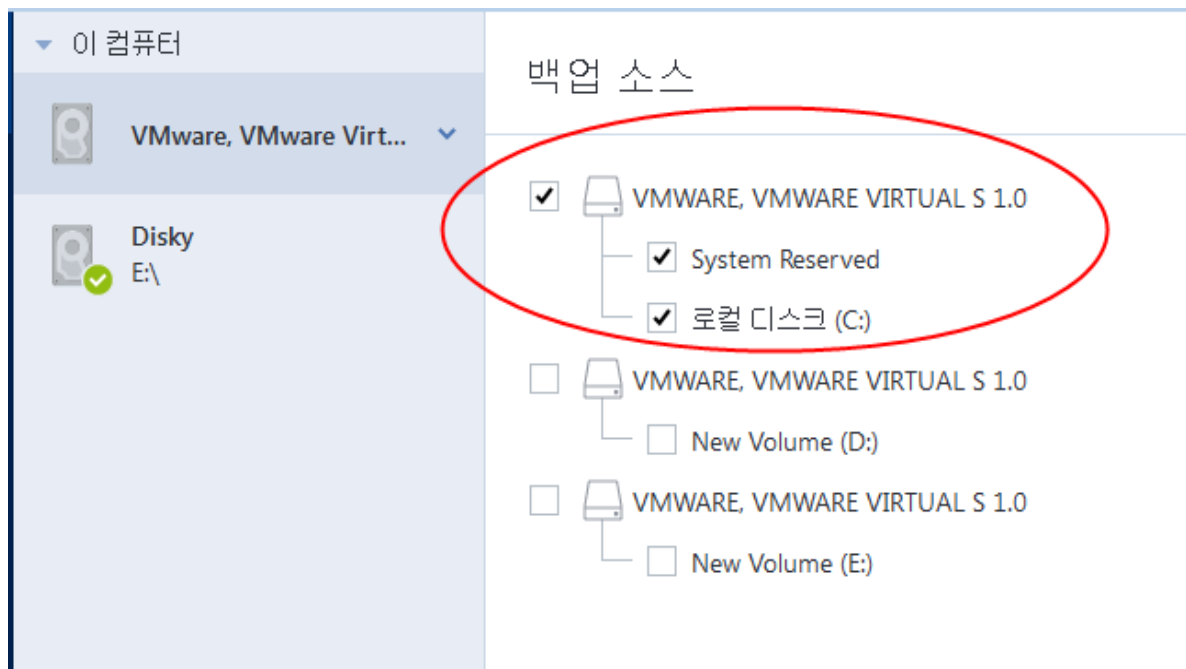 이 컴퓨터
VMware, VMware Virt...
Disky
E:\
백업 소스
VMWARE, VMWARE VIRTUAL S 1.0
System Reserved
로컬 디스크 (C:)
VMWARE, VMWARE VIRTUAL S 1.0
New Volume (D:)
VMWARE, VMWARE VIRTUAL S 1.0
New Volume (E:)